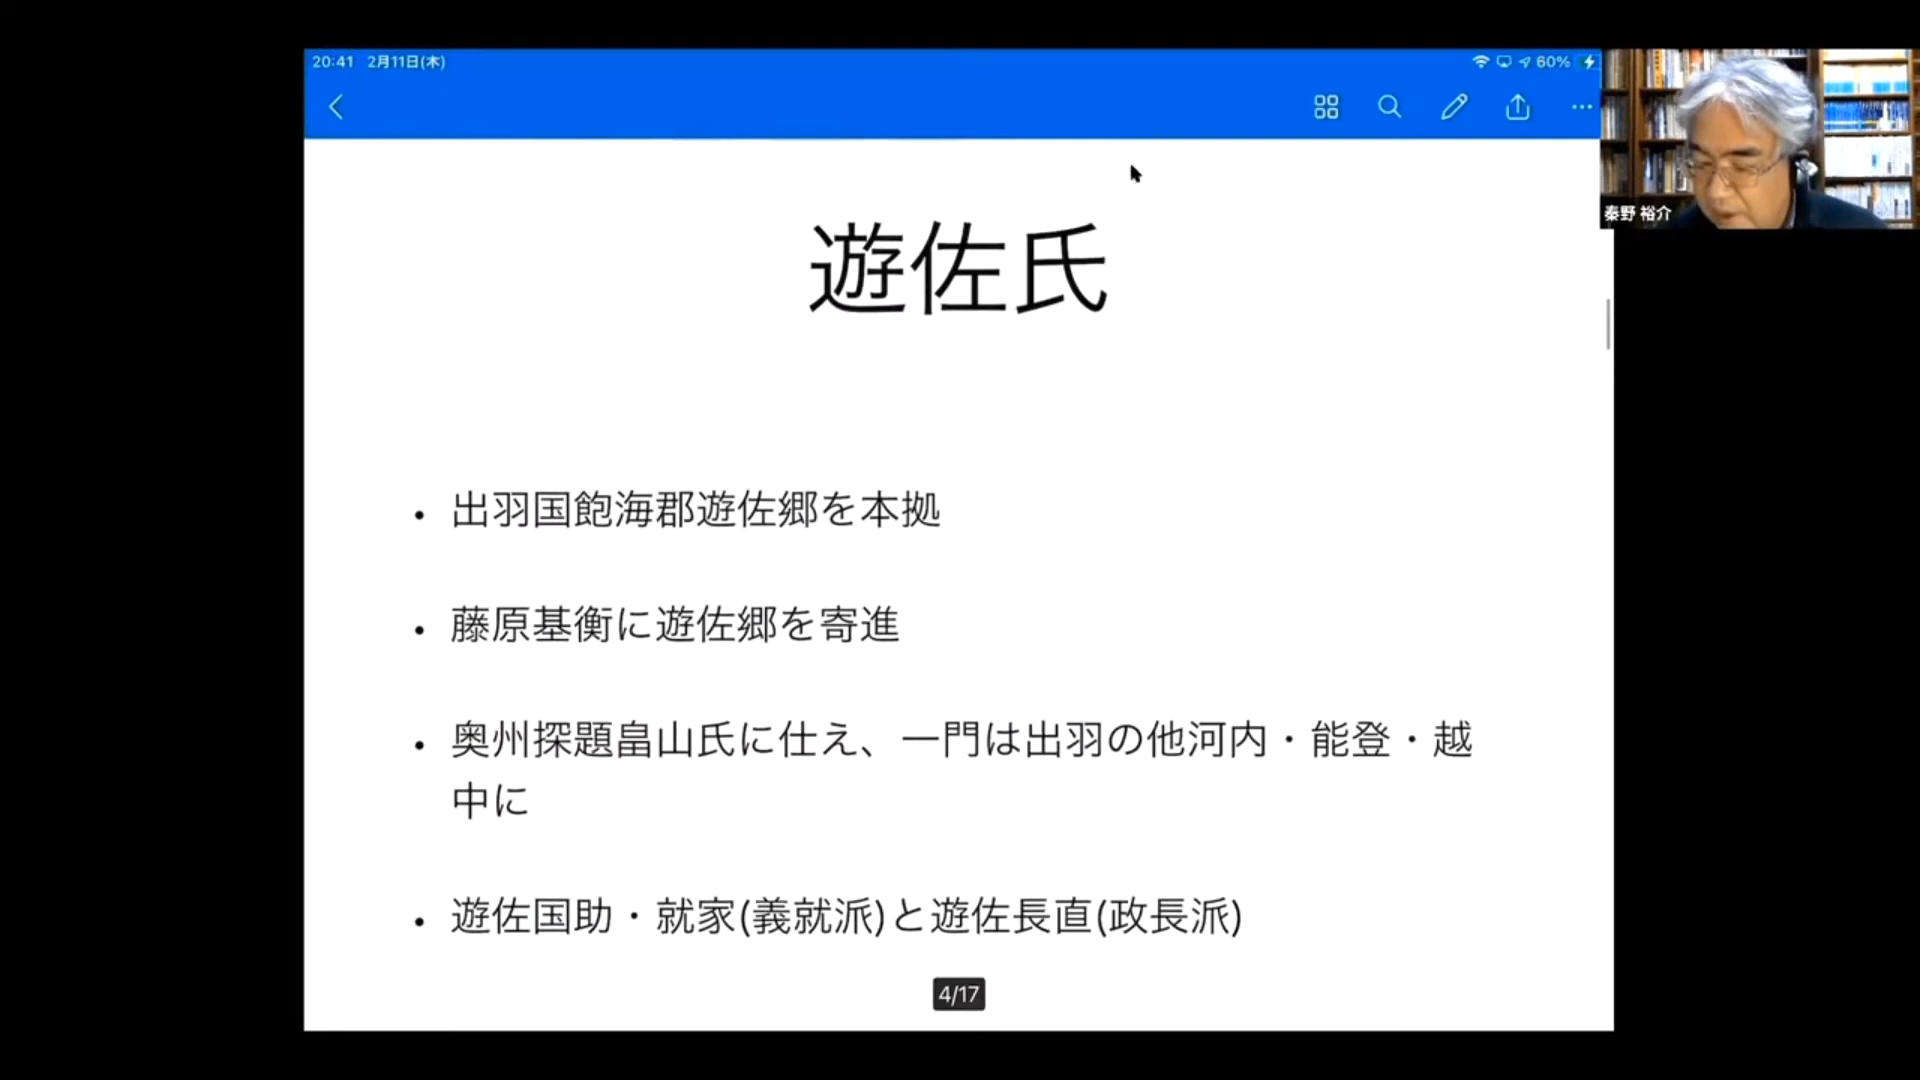 20:41 2月11日(木)
60%
秦野 裕介
遊佐氏
・出羽国飽海郡遊佐郷を本拠
・藤原基衡に遊佐郷を寄進
・奥州探題畠山氏に仕え、一門は出羽の他河内・能登・越
中に
・遊佐国助・就家(義就派)と遊佐長直(政長派)
4/17